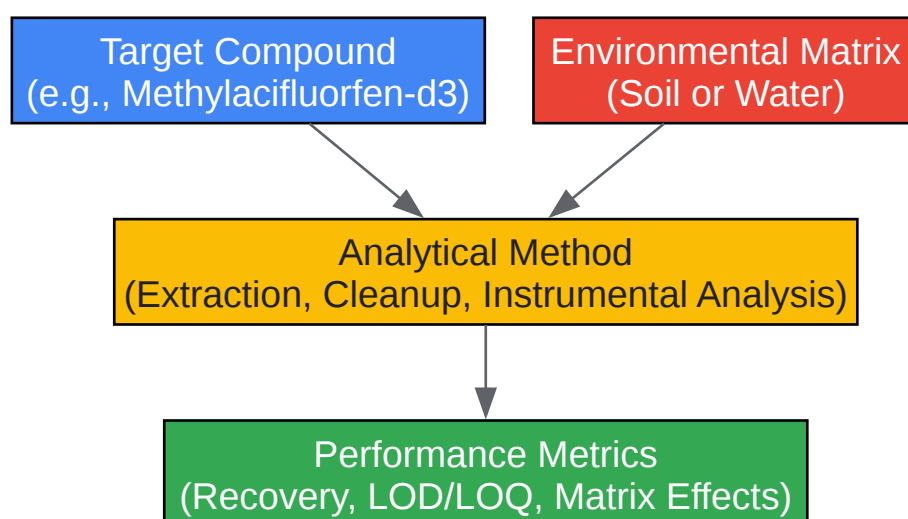 Target Compound
(e.g., Methylacifluorfen-d3)
Environmental Matrix
(Soil or Water)
Analytical Method
(Extraction, Cleanup, Instrumental Analysis)
Performance Metrics
(Recovery, LOD/LOQ, Matrix Effects)